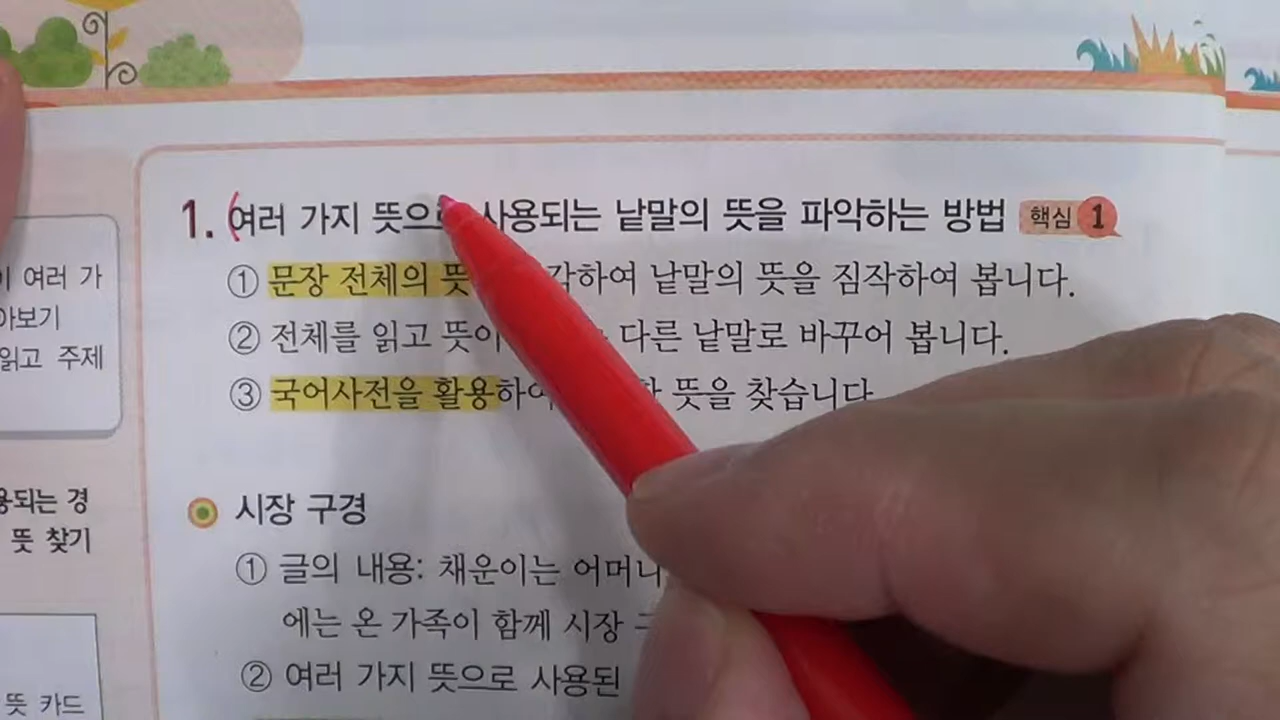 1. 여러 가지 뜻으로 사용되는 낱말의 뜻을 파악하는 방법 핵심 1
① 문장 전체의 뜻 하여 낱말의 뜻을 짐작하여 봅니다.
② 전체를 읽고 뜻이 다른 낱말로 바꾸어 봅니다.
③ 국어사전을 활용하여 뜻을 찾습니다
시장 구경
① 글의 내용: 채운이는 어머니
에는 온 가족이 함께 시장
② 여러 가지 뜻으로 사용된
여러 가
아보기
읽고 주제
용되는 경
뜻 찾기
뜻 카드